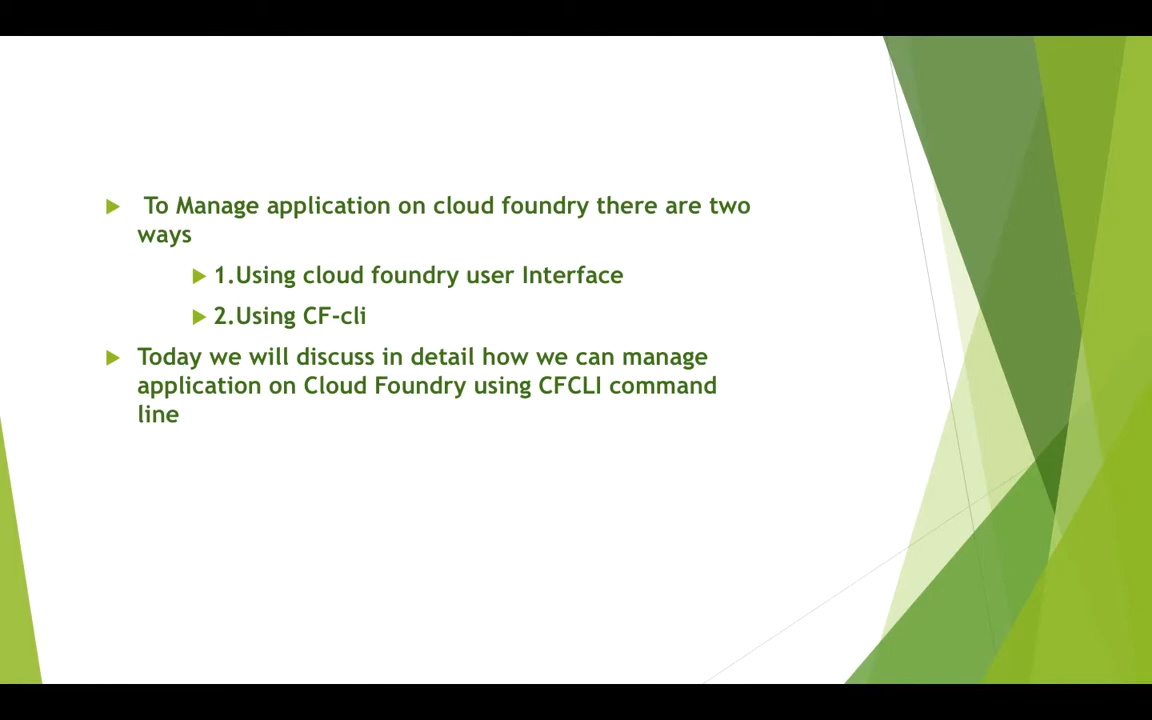 To Manage application on cloud foundry there are two
ways
1.Using cloud foundry user Interface
2.Using CF-cli
Today we will discuss in detail how we can manage
application on Cloud Foundry using CFCLI command
line